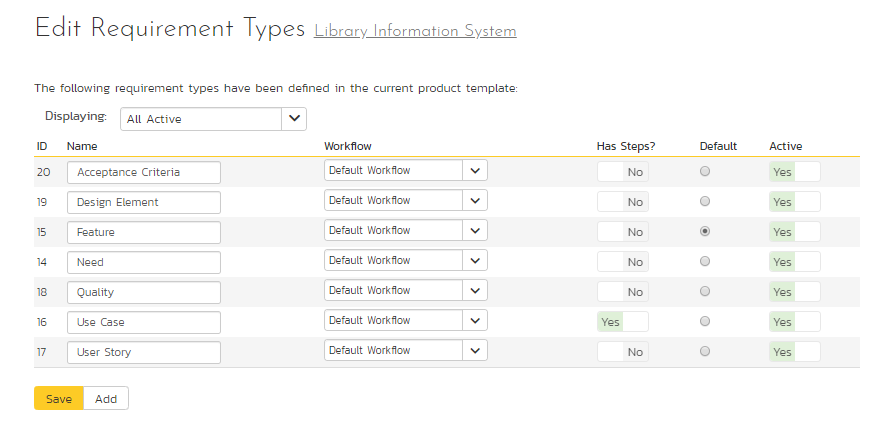 Edit Requirement Types Library Information System
The following requirement types have been defined in the current product template:
Displaying: All Active
ID Name Workflow Has Steps? Default Active
20 Acceptance Criteria Default Workflow No Yes
19 Design Element Default Workflow No Yes
15 Feature Default Workflow No Yes
14 Need Default Workflow No Yes
18 Quality Default Workflow No Yes
16 Use Case Default Workflow Yes Yes
17 User Story Default Workflow No Yes
Save Add